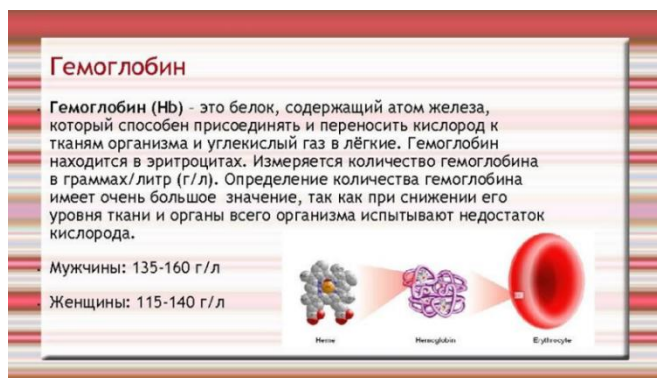 Гемоглобин
Гемоглобин (Hb) - это белок, содержащий атом железа,
который способен присоединять и переносить кислород к
тканям организма и углекислый газ в лёгкие. Гемоглобин
находится в эритроцитах. Измеряется количество гемоглобина
в граммах/литр (г/л). Определение количества гемоглобина
имеет очень большое значение, так как при снижении его
уровня ткани и органы всего организма испытывают недостаток
кислорода.
Мужчины: 135-160 г/л
Женщины: 115-140 г/л
Heme Hemoglobin Erythrocyte